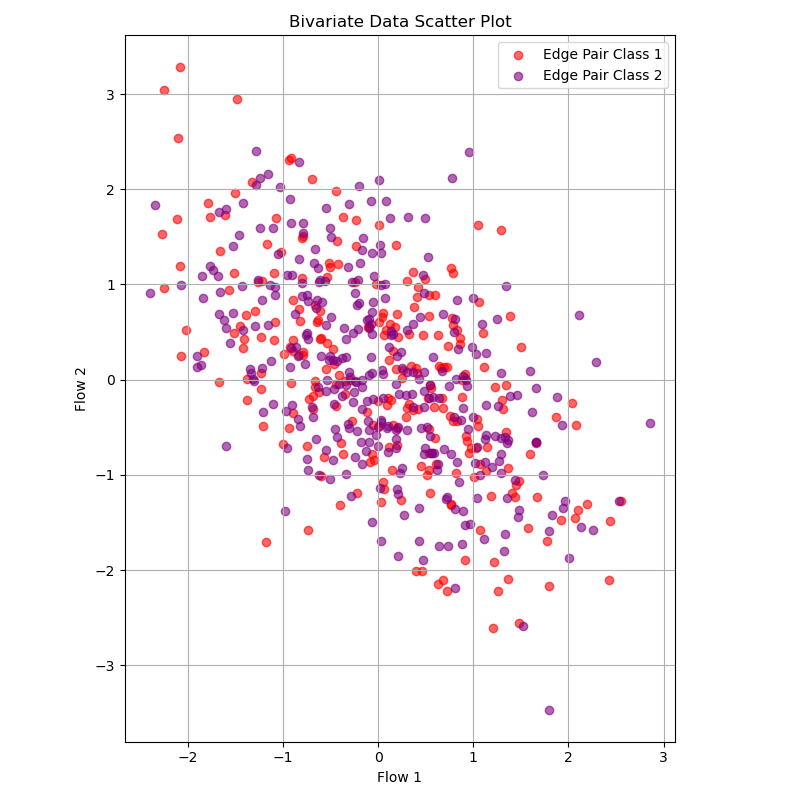 Bivariate Data Scatter Plot
Edge Pair Class 1
Edge Pair Class 2
3
2
1
0
−1
−2
−3
Flow 2
−2
−1
0
1
2
3
Flow 1